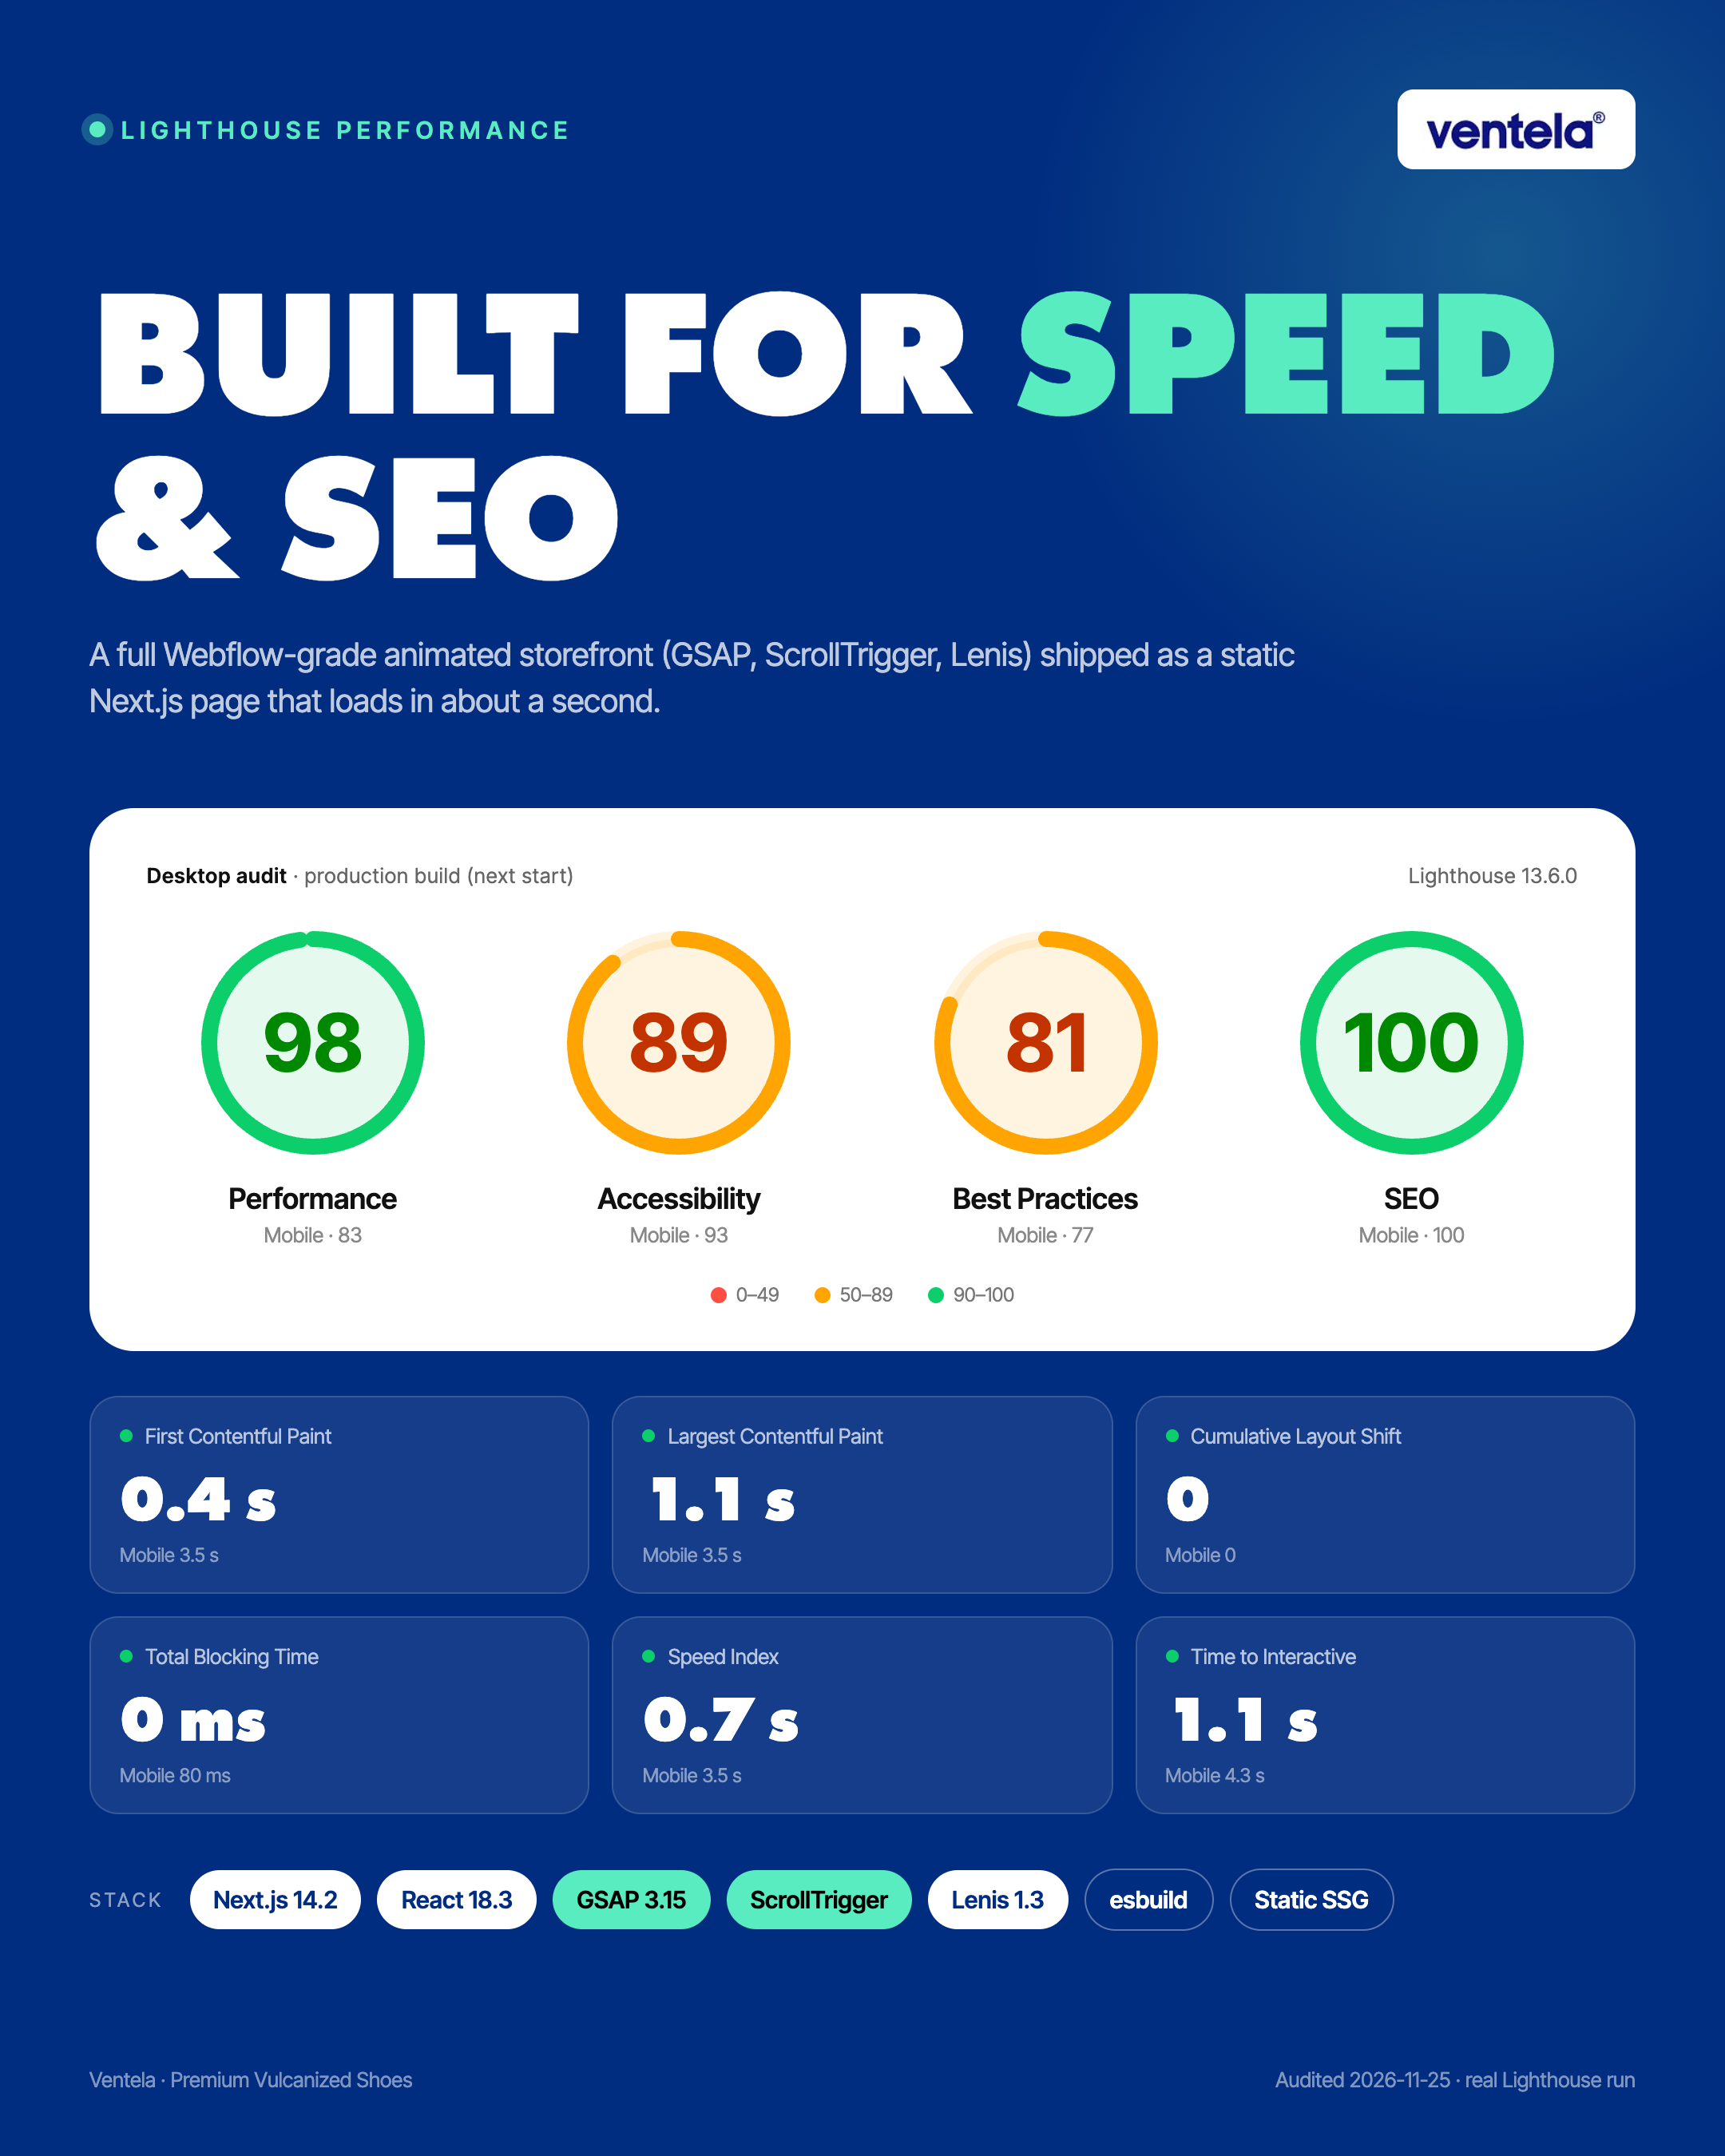 LIGHTHOUSE PERFORMANCE
ventela®
BUILT FOR SPEED
& SEO
A full Webflow-grade animated storefront (GSAP, ScrollTrigger, Lenis) shipped as a static
Next.js page that loads in about a second.
Desktop audit · production build (next start)
Lighthouse 13.6.0
98
89
81
100
Performance
Accessibility
Best Practices
SEO
Mobile · 83
Mobile · 93
Mobile · 77
Mobile · 100
0–49
50–89
90–100
First Contentful Paint
0.4 s
Mobile 3.5 s
Largest Contentful Paint
1.1 s
Mobile 3.5 s
Cumulative Layout Shift
0
Mobile 0
Total Blocking Time
0 ms
Mobile 80 ms
Speed Index
0.7 s
Mobile 3.5 s
Time to Interactive
1.1 s
Mobile 4.3 s
STACK
Next.js 14.2
React 18.3
GSAP 3.15
ScrollTrigger
Lenis 1.3
esbuild
Static SSG
Ventela · Premium Vulcanized Shoes
Audited 2026-11-25 · real Lighthouse run